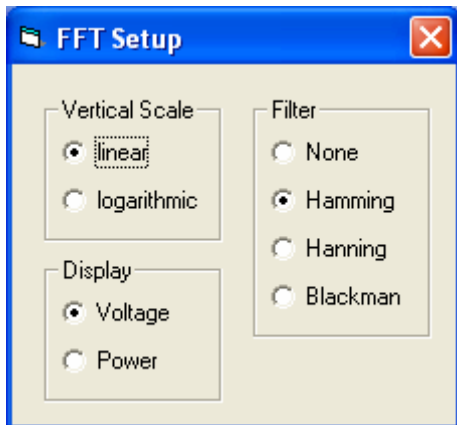 FFT Setup
Vertical Scale
linear
logarithmic
Display
Voltage
Power
Filter
None
Hamming
Hanning
Blackman